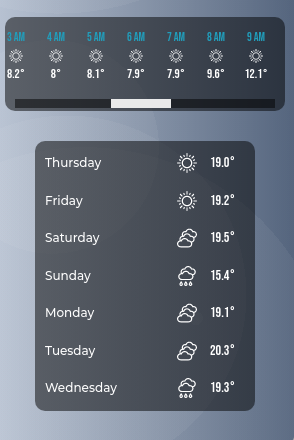 3 AM 4 AM 5 AM 6 AM 7 AM 8 AM 9 AM
8.2° 8° 8.1° 7.9° 7.9° 9.6° 12.1°
Thursday 19.0°
Friday 19.2°
Saturday 19.5°
Sunday 15.4°
Monday 19.1°
Tuesday 20.3°
Wednesday 19.3°